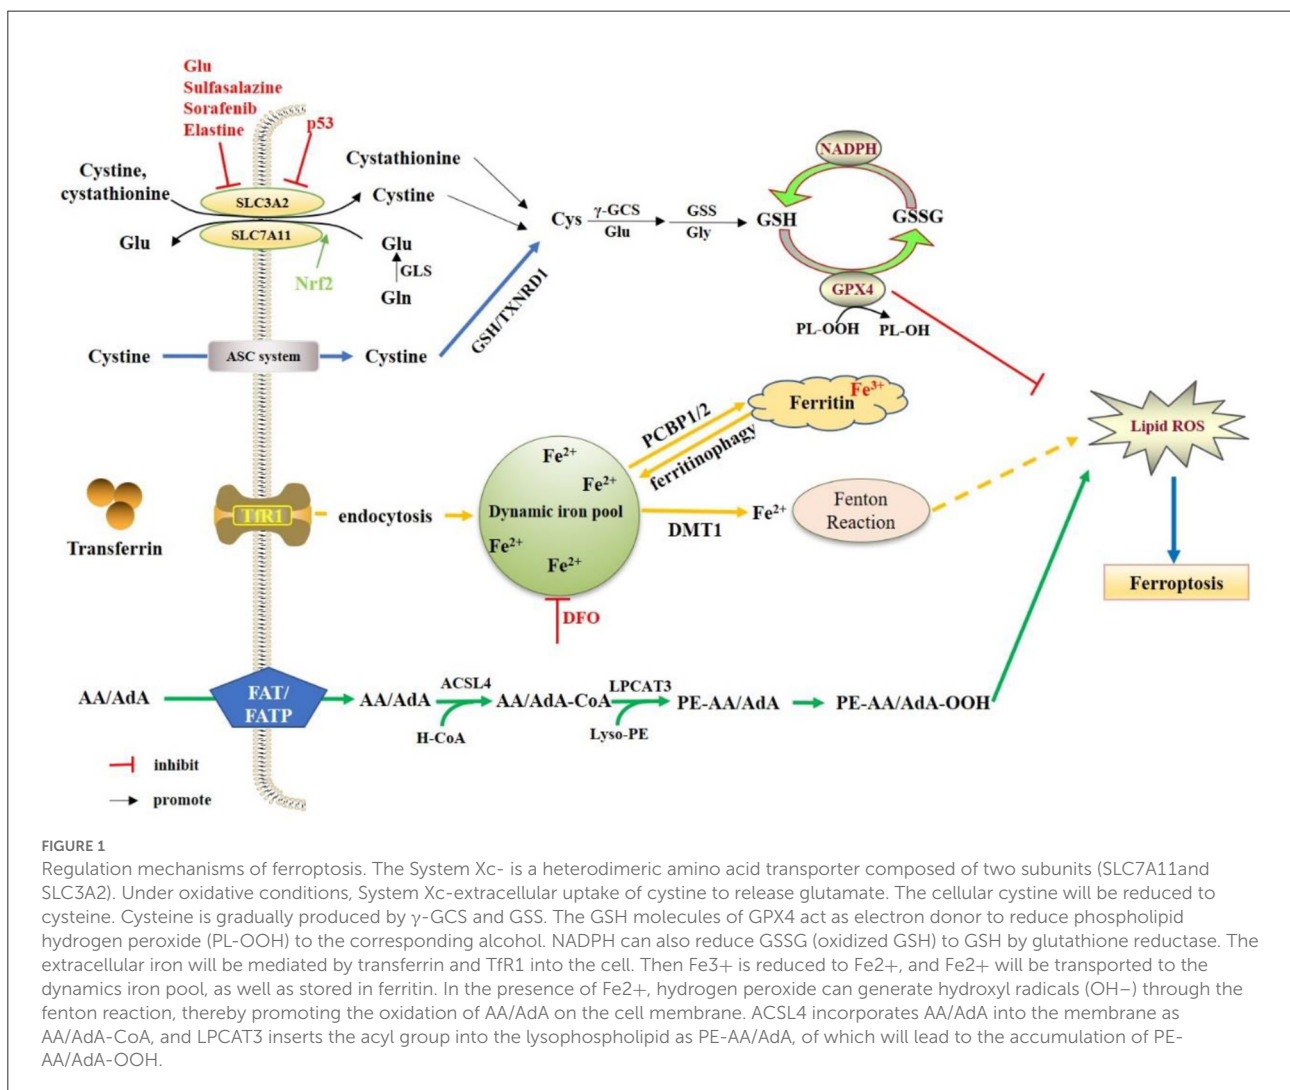 Glu
Sulfasalazine
Sorafenib
Elastine
p53
Cystine,
cystathionine
SLC3A2
SLC7A11
Glu
Nrf2
Cystathionine
Cystine
Glu
GLS
Gln
Cys
γ-GCS
Glu
GSS
Gly
GSH
NADPH
GSSG
GPX4
PL-OOH
PL-OH
Cystine
ASC system
Cystine
GSH/TXNRD1
Transferrin
TfR1
endocytosis
Fe2+
Fe2+
Dynamic iron pool
Fe2+
Fe2+
DFO
PCBP1/2
ferritinophagy
Ferritin
Fe3+
DMT1
Fe2+
Fenton
Reaction
Lipid ROS
Ferroptosis
AA/AdA
FAT/
FATP
AA/AdA
ACSL4
H-CoA
AA/AdA-CoA
LPCAT3
Lyso-PE
PE-AA/AdA
PE-AA/AdA-OOH
inhibit
promote
FIGURE 1
Regulation mechanisms of ferroptosis. The System Xc- is a heterodimeric amino acid transporter composed of two subunits (SLC7A11and
SLC3A2). Under oxidative conditions, System Xc-extracellular uptake of cystine to release glutamate. The cellular cystine will be reduced to
cysteine. Cysteine is gradually produced by γ-GCS and GSS. The GSH molecules of GPX4 act as electron donor to reduce phospholipid
hydrogen peroxide (PL-OOH) to the corresponding alcohol. NADPH can also reduce GSSG (oxidized GSH) to GSH by glutathione reductase. The
extracellular iron will be mediated by transferrin and TfR1 into the cell. Then Fe3+ is reduced to Fe2+, and Fe2+ will be transported to the
dynamics iron pool, as well as stored in ferritin. In the presence of Fe2+, hydrogen peroxide can generate hydroxyl radicals (OH−) through the
fenton reaction, thereby promoting the oxidation of AA/AdA on the cell membrane. ACSL4 incorporates AA/AdA into the membrane as
AA/AdA-CoA, and LPCAT3 inserts the acyl group into the lysophospholipid as PE-AA/AdA, of which will lead to the accumulation of PE-
AA/AdA-OOH.